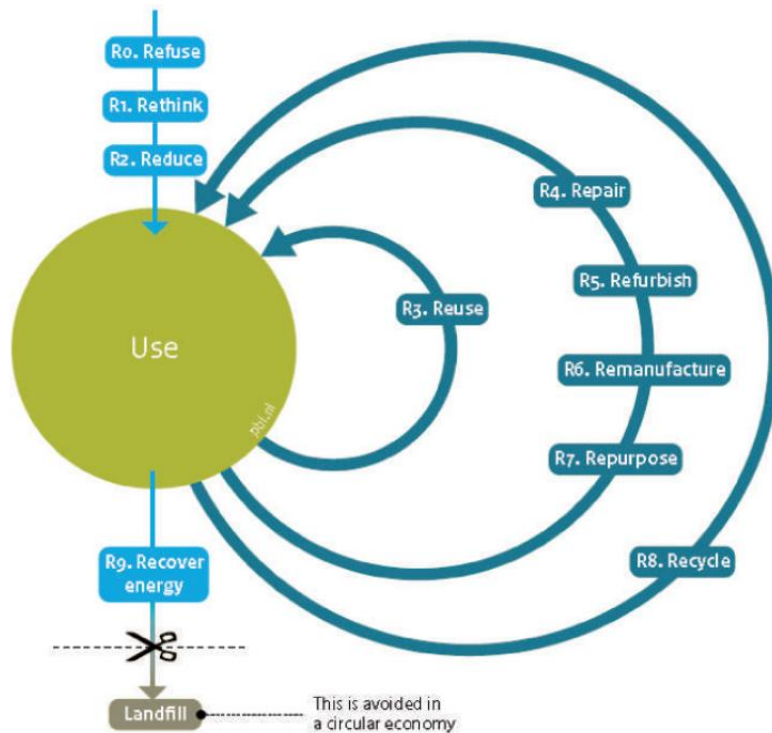 R0. Refuse
R1. Rethink
R2. Reduce
R4. Repair
R5. Refurbish
R3. Reuse
Use
R6. Remanufacture
pbl.nl
R7. Repurpose
R9. Recover
energy
R8. Recycle
Landfill
This is avoided in
a circular economy